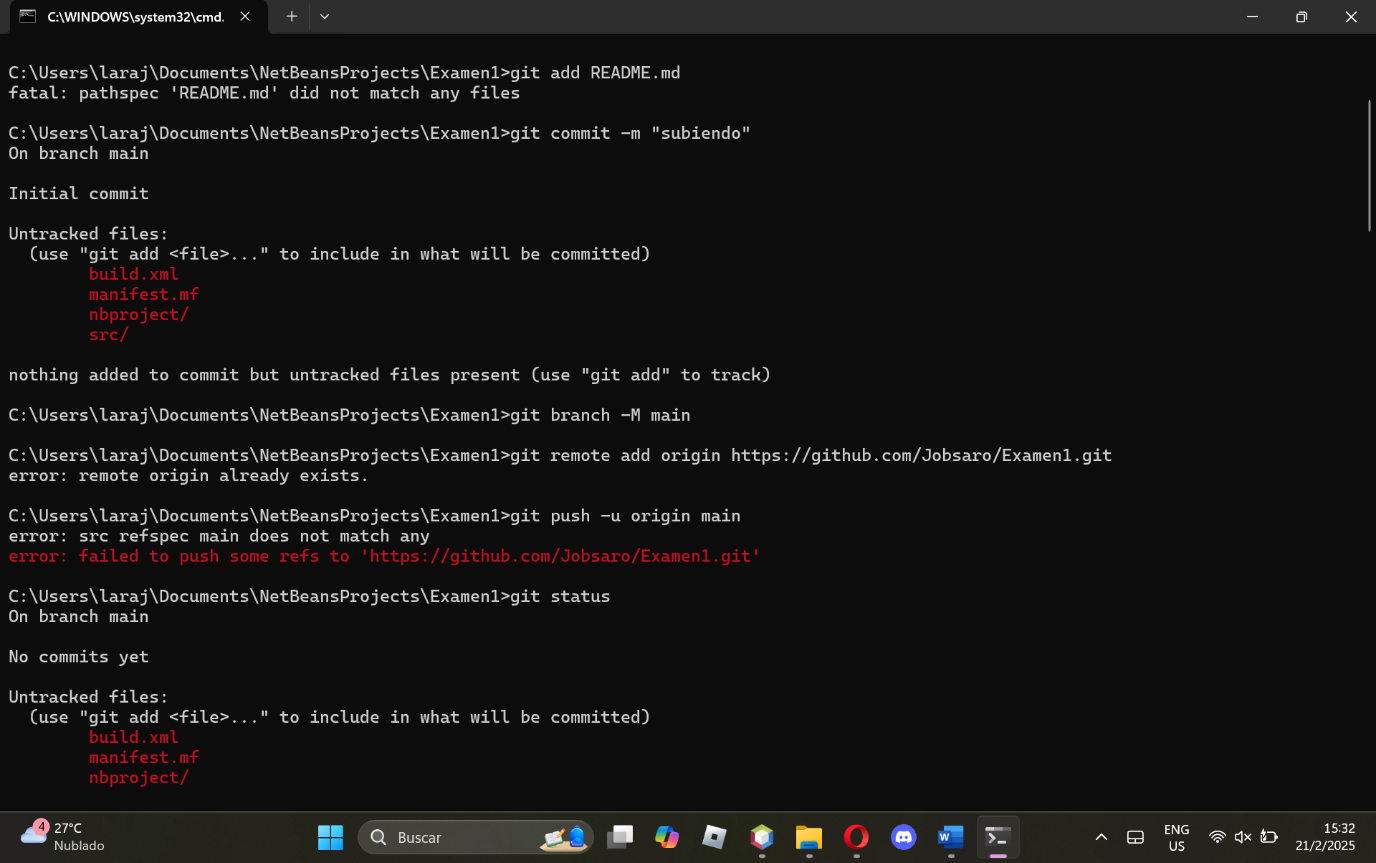 C:\WINDOWS\system32\cmd.
C:\Users\laraj\Documents\NetBeansProjects\Examen1>git add README.md
fatal: pathspec 'README.md' did not match any files
C:\Users\laraj\Documents\NetBeansProjects\Examen1>git commit -m "subiendo"
On branch main
Initial commit
Untracked files:
  (use "git add <file>..." to include in what will be committed)
        build.xml
        manifest.mf
        nbproject/
        src/
nothing added to commit but untracked files present (use "git add" to track)
C:\Users\laraj\Documents\NetBeansProjects\Examen1>git branch -M main
C:\Users\laraj\Documents\NetBeansProjects\Examen1>git remote add origin https://github.com/Jobsaro/Examen1.git
error: remote origin already exists.
C:\Users\laraj\Documents\NetBeansProjects\Examen1>git push -u origin main
error: src refspec main does not match any
error: failed to push some refs to 'https://github.com/Jobsaro/Examen1.git'
C:\Users\laraj\Documents\NetBeansProjects\Examen1>git status
On branch main
No commits yet
Untracked files:
  (use "git add <file>..." to include in what will be committed)
        build.xml
        manifest.mf
        nbproject/
4
27°C
Nublado
Buscar
W
ENG
US
15:32
21/2/2025